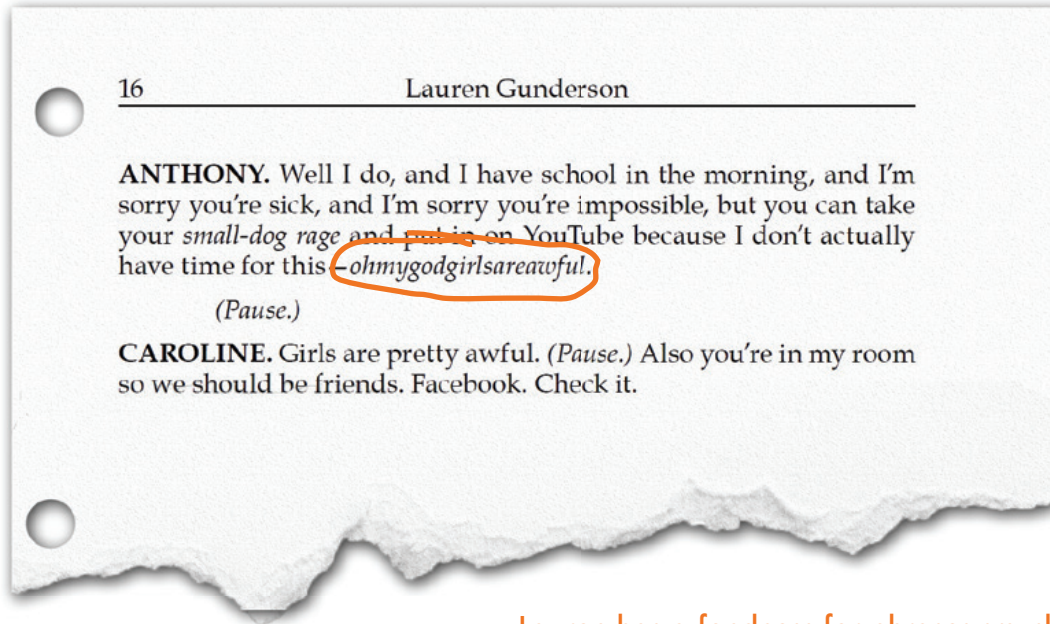 16 Lauren Gunderson
ANTHONY. Well I do, and I have school in the morning, and I'm
sorry you're sick, and I'm sorry you're impossible, but you can take
your small-dog rage and put in on YouTube because I don't actually
have time for this –ohmygodgirlsareawful.
(Pause.)
CAROLINE. Girls are pretty awful. (Pause.) Also you're in my room
so we should be friends. Facebook. Check it.